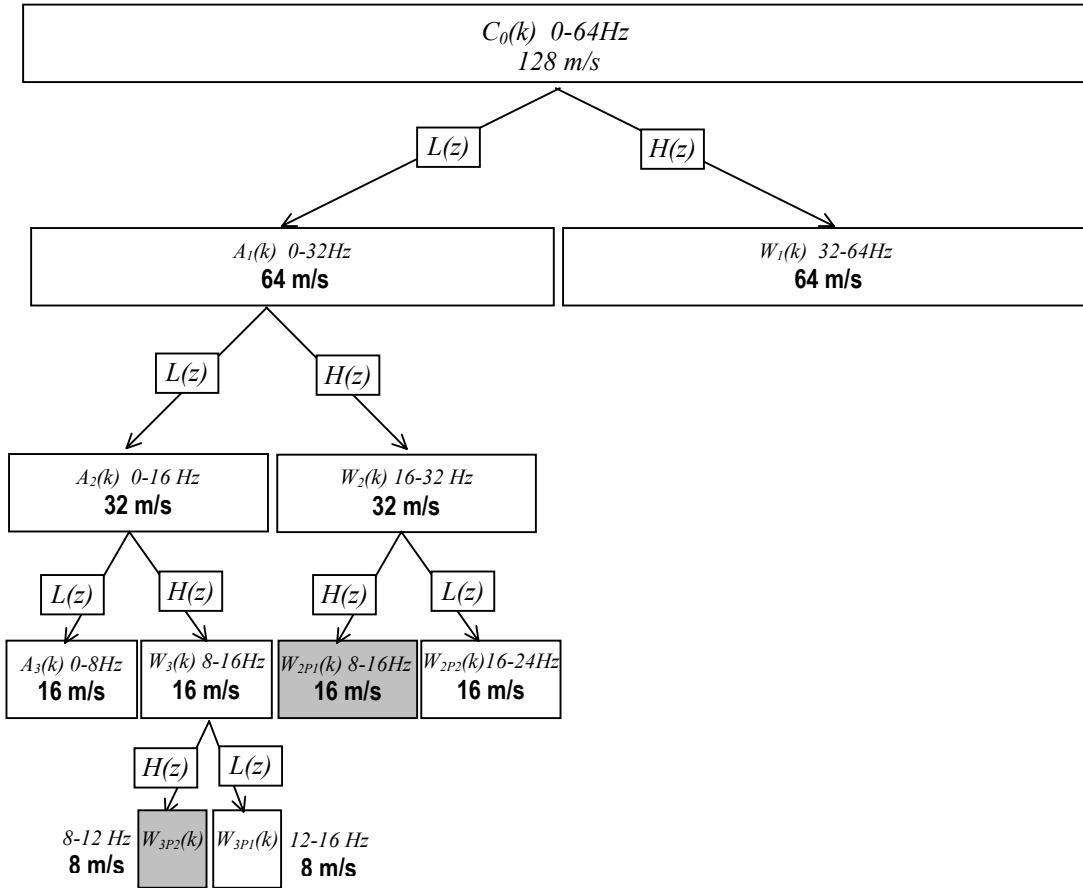 C0(k) 0-64Hz
128 m/s
L(z)
H(z)
A1(k) 0-32Hz
64 m/s
W1(k) 32-64Hz
64 m/s
L(z)
H(z)
A2(k) 0-16 Hz
32 m/s
W2(k) 16-32 Hz
32 m/s
L(z)
H(z)
H(z)
L(z)
A3(k) 0-8Hz
16 m/s
W3(k) 8-16Hz
16 m/s
W2P1(k) 8-16Hz
16 m/s
W2P2(k)16-24Hz
16 m/s
H(z)
L(z)
8-12 Hz
8 m/s
W3P2(k)
W3P1(k)
12-16 Hz
8 m/s